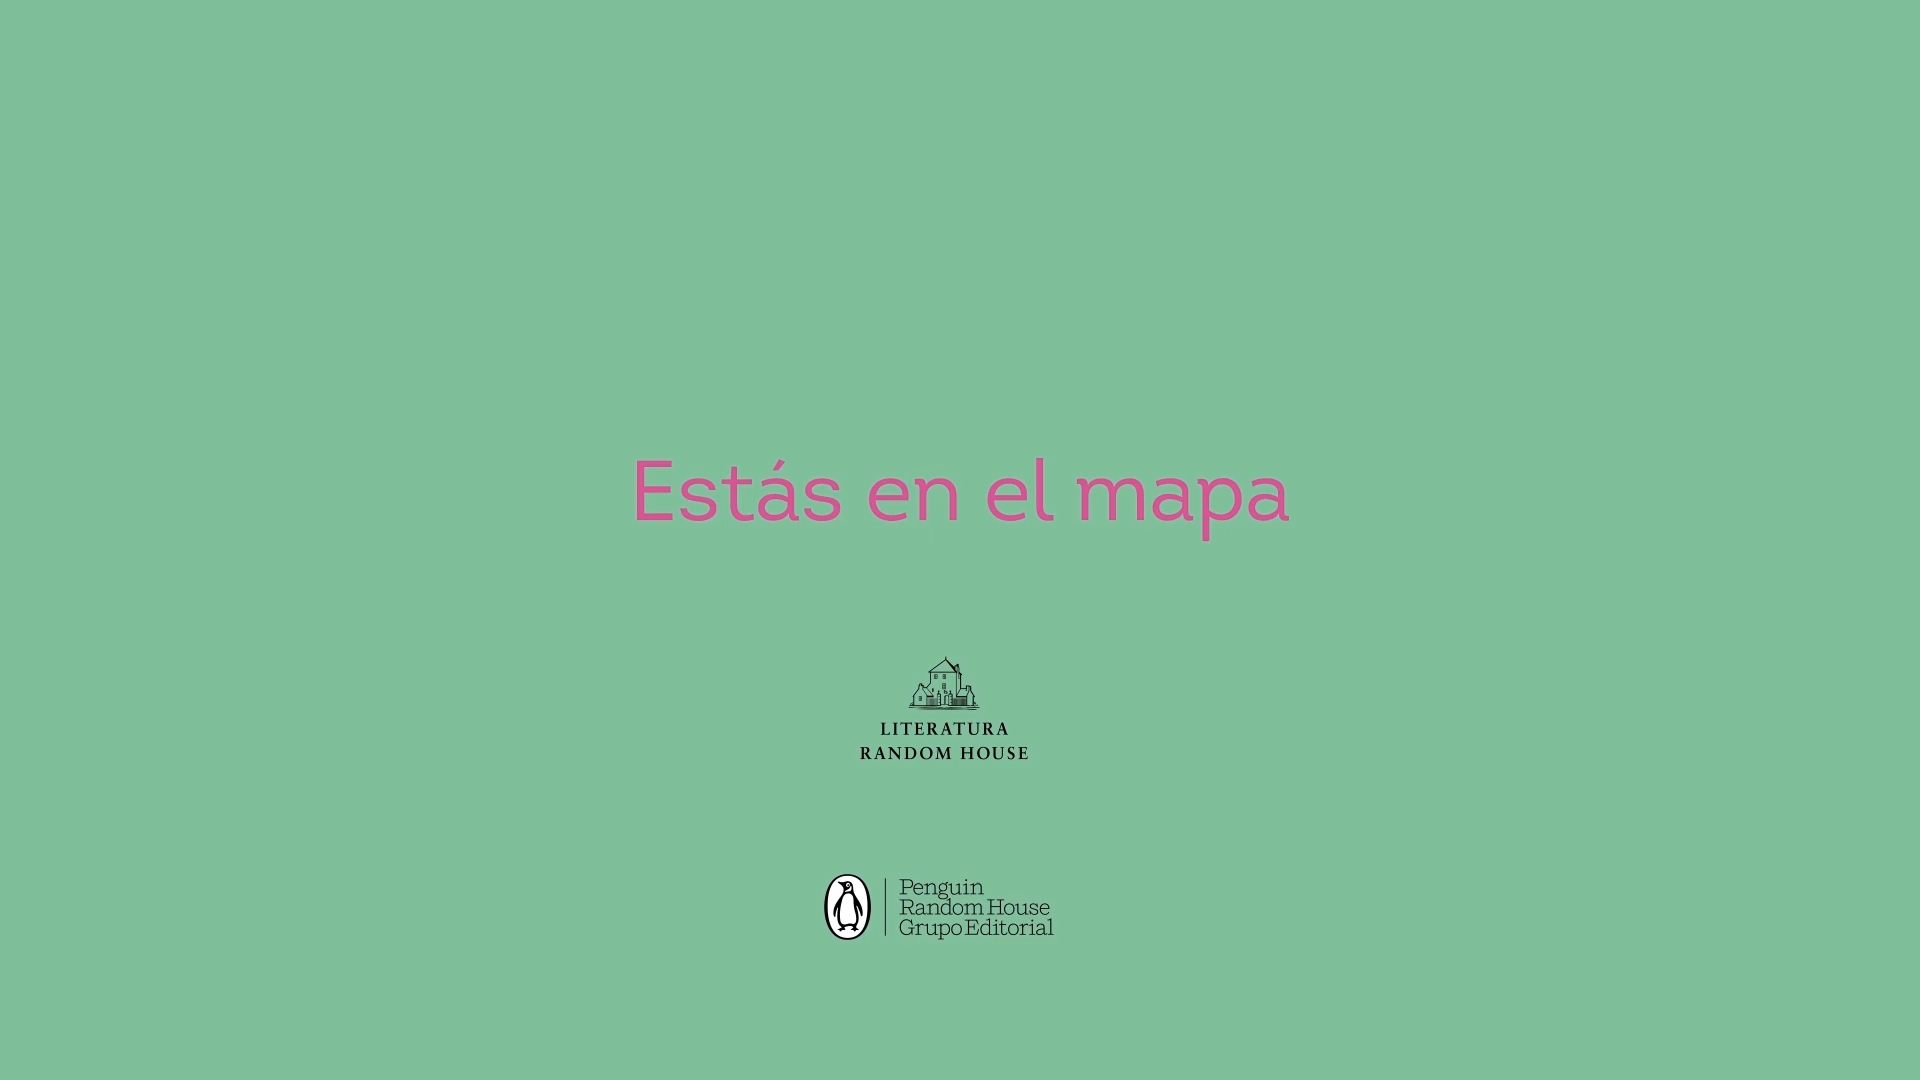 Estás en el mapa
LITERATURA
RANDOM HOUSE
Penguin
Random House
Grupo Editorial